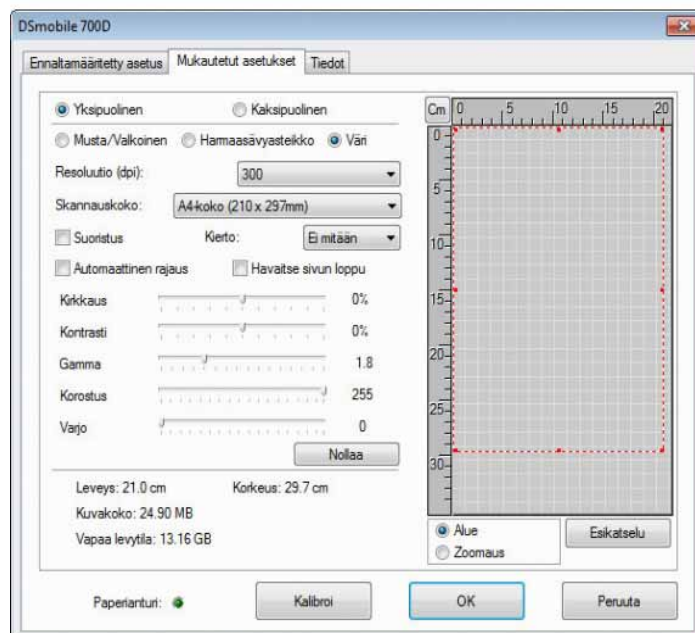 DSmobile 700D
Ennaltamääritetty asetus Mukautetut asetukset Tiedot
Yksipuolinen Kaksipuolinen
Musta/Valkoinen Harmaasävyasteikko Väri
Resoluutio (dpi): 300
Skannauskoko: A4-koko (210 x 297mm)
Suoristus Kierto: Ei mitään
Automaattinen rajaus Havaitse sivun loppu
Kirkkaus 0%
Kontrasti 0%
Gamma 1.8
Korostus 255
Varjo 0
Nollaa
Leveys: 21.0 cm Korkeus: 29.7 cm
Kuvakoko: 24.90 MB
Vapaa levytila: 13.16 GB
Cm 0 5 10 15 20
0
5
10
15
20
25
30
Alue
Zoomaus
Esikatselu
Paperianturi: Kalibroi OK Peruuta